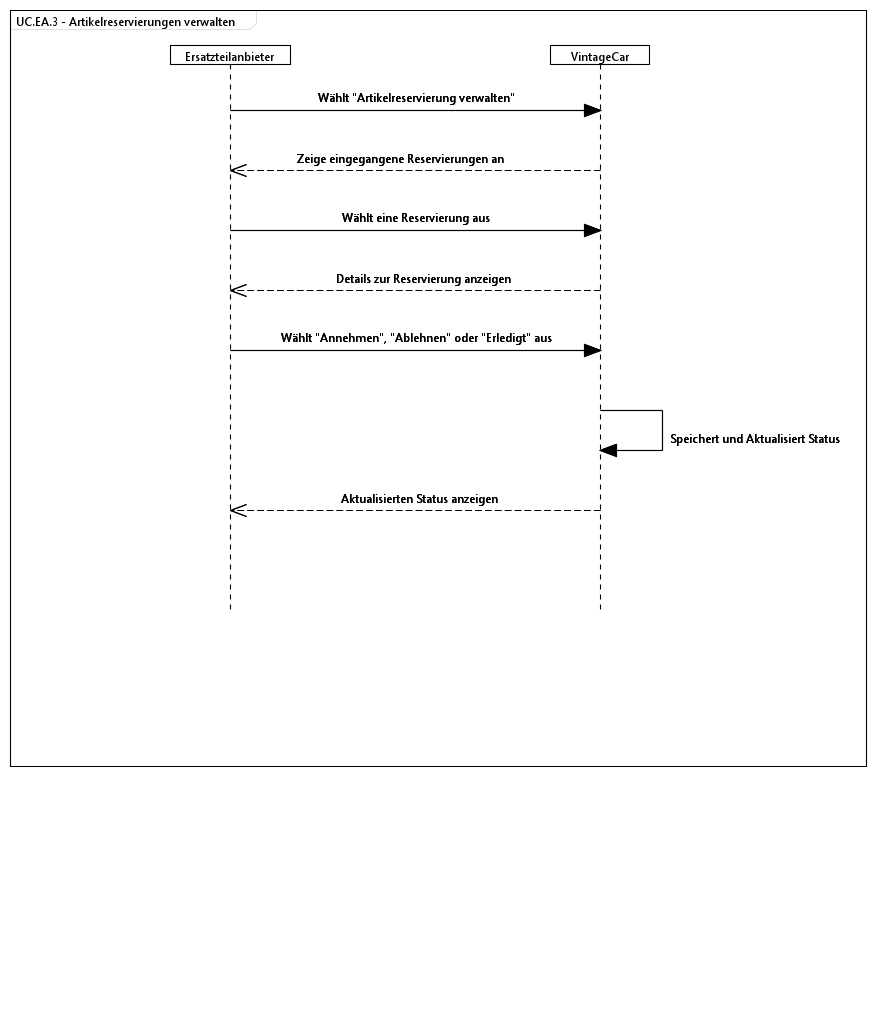 UC.EA.3 - Artikelreservierungen verwalten
Ersatzteilanbieter
VintageCar
Wählt "Artikelreservierung verwalten"
Zeige eingegangene Reservierungen an
Wählt eine Reservierung aus
Details zur Reservierung anzeigen
Wählt "Annehmen", "Ablehnen" oder "Erledigt" aus
Speichert und Aktualisiert Status
Aktualisierten Status anzeigen